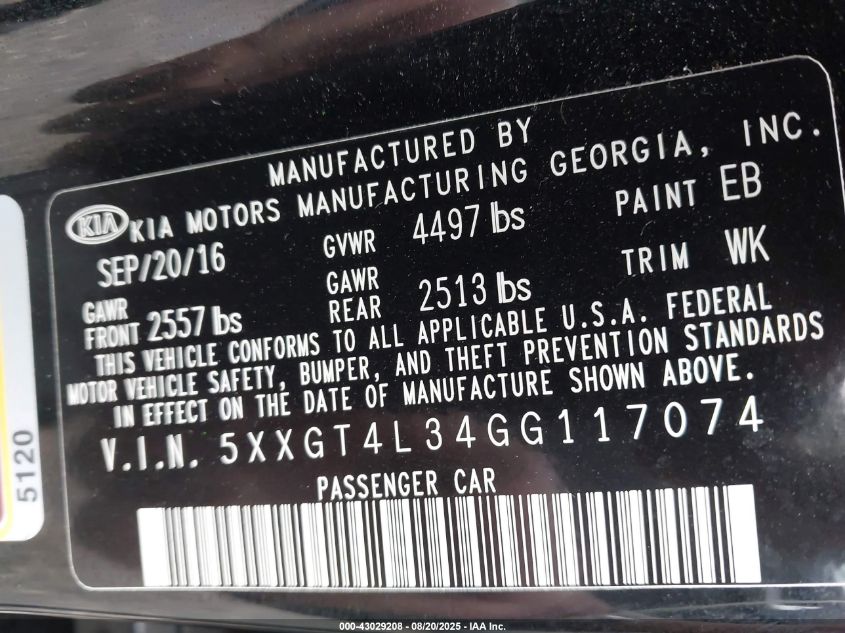 MANUFACTURED BY
KIA KIA MOTORS MANUFACTURING GEORGIA, INC.
SEP/20/16 GVWR 4497 lbs PAINT EB
GAWR FRONT 2557 lbs GAWR REAR 2513 lbs TRIM WK
THIS VEHICLE CONFORMS TO ALL APPLICABLE U.S.A. FEDERAL
MOTOR VEHICLE SAFETY, BUMPER, AND THEFT PREVENTION STANDARDS
IN EFFECT ON THE DATE OF MANUFACTURE SHOWN ABOVE.
V.I.N. 5XXGT4L34GG117074
PASSENGER CAR
5120
000-43029208 - 08/20/2025 - IAA Inc.